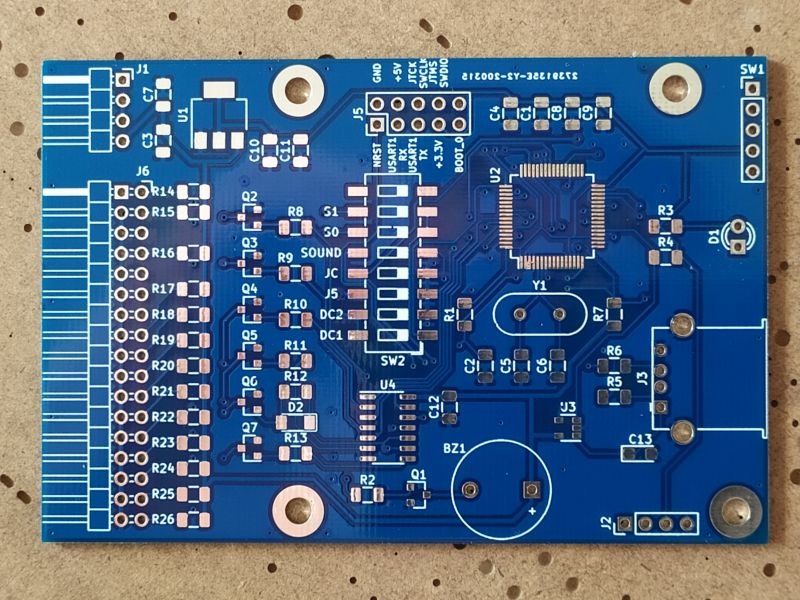 J1
C7
C3
U1
C10
C11
GND
+5V
JTCK
SWCLK
JTMS
SWDIO
2739135E-Y3-200315
J5
NRST
USART1
RX
USART1
TX
+3.3V
BOOT_0
C4
C1
C8
C9
SW1
J6
R14
R15
R16
R17
R18
R19
R20
R21
R22
R23
R24
R25
R26
Q2
Q3
Q4
Q5
Q6
Q7
R8
R9
R10
R11
R12
D2
R13
S1
S0
SOUND
JC
J5
DC2
DC1
SW2
U2
R3
R4
D1
Y1
R1
R7
C2
C5
C6
R6
R5
J3
U4
C12
U3
C13
BZ1
+
R2
Q1
J2